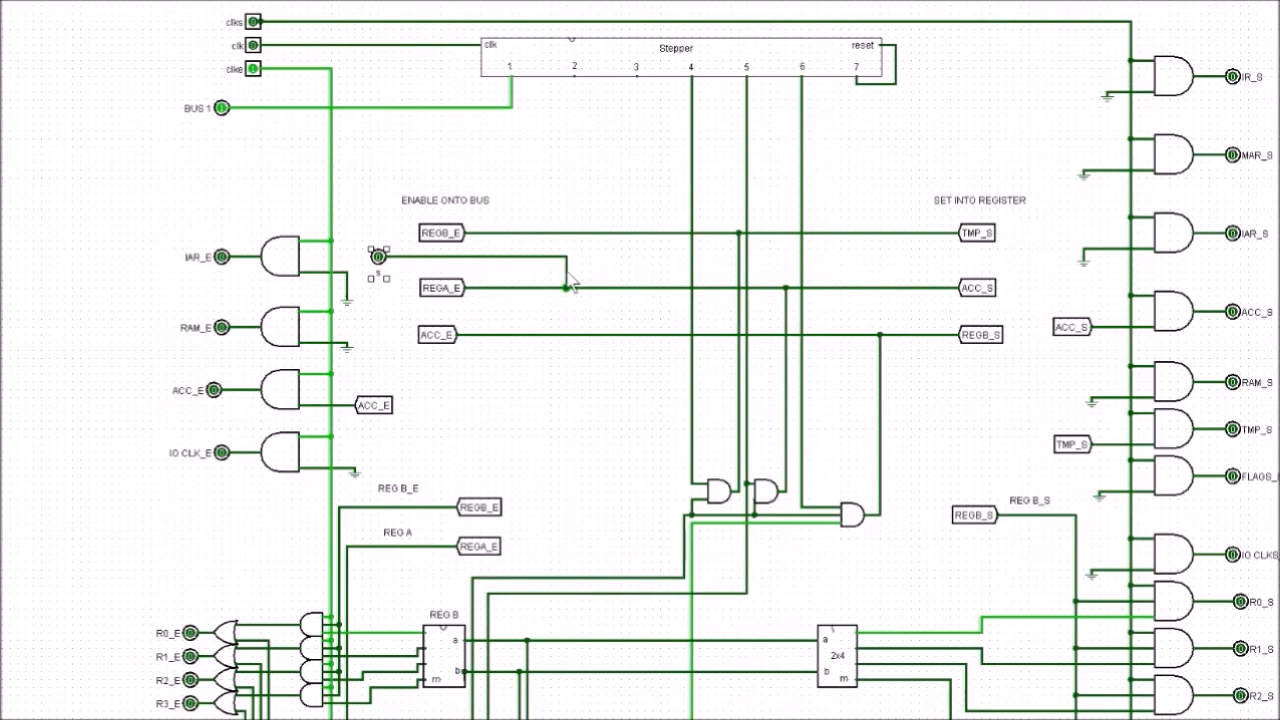 clks
clk
clke
clk
Stepper
reset
1 2 3 4 5 6 7
BUS 1
IR_S
MAR_S
ENABLE ONTO BUS
SET INTO REGISTER
REGB_E
TMP_S
IAR_S
IAR_E
s
REGA_E
ACC_S
ACC_S
ACC_S
RAM_E
ACC_E
REGB_S
ACC_E
ACC_E
RAM_S
TMP_S
TMP_S
IO CLK_E
FLAGS_
REG B_E
REGB_E
REG B_S
REGB_S
REG A
REGA_E
IO CLKS
R0_S
REG B
R0_E
a
b
m
a
2x4
b
m
R1_S
R1_E
R2_E
R2_S
R3_E